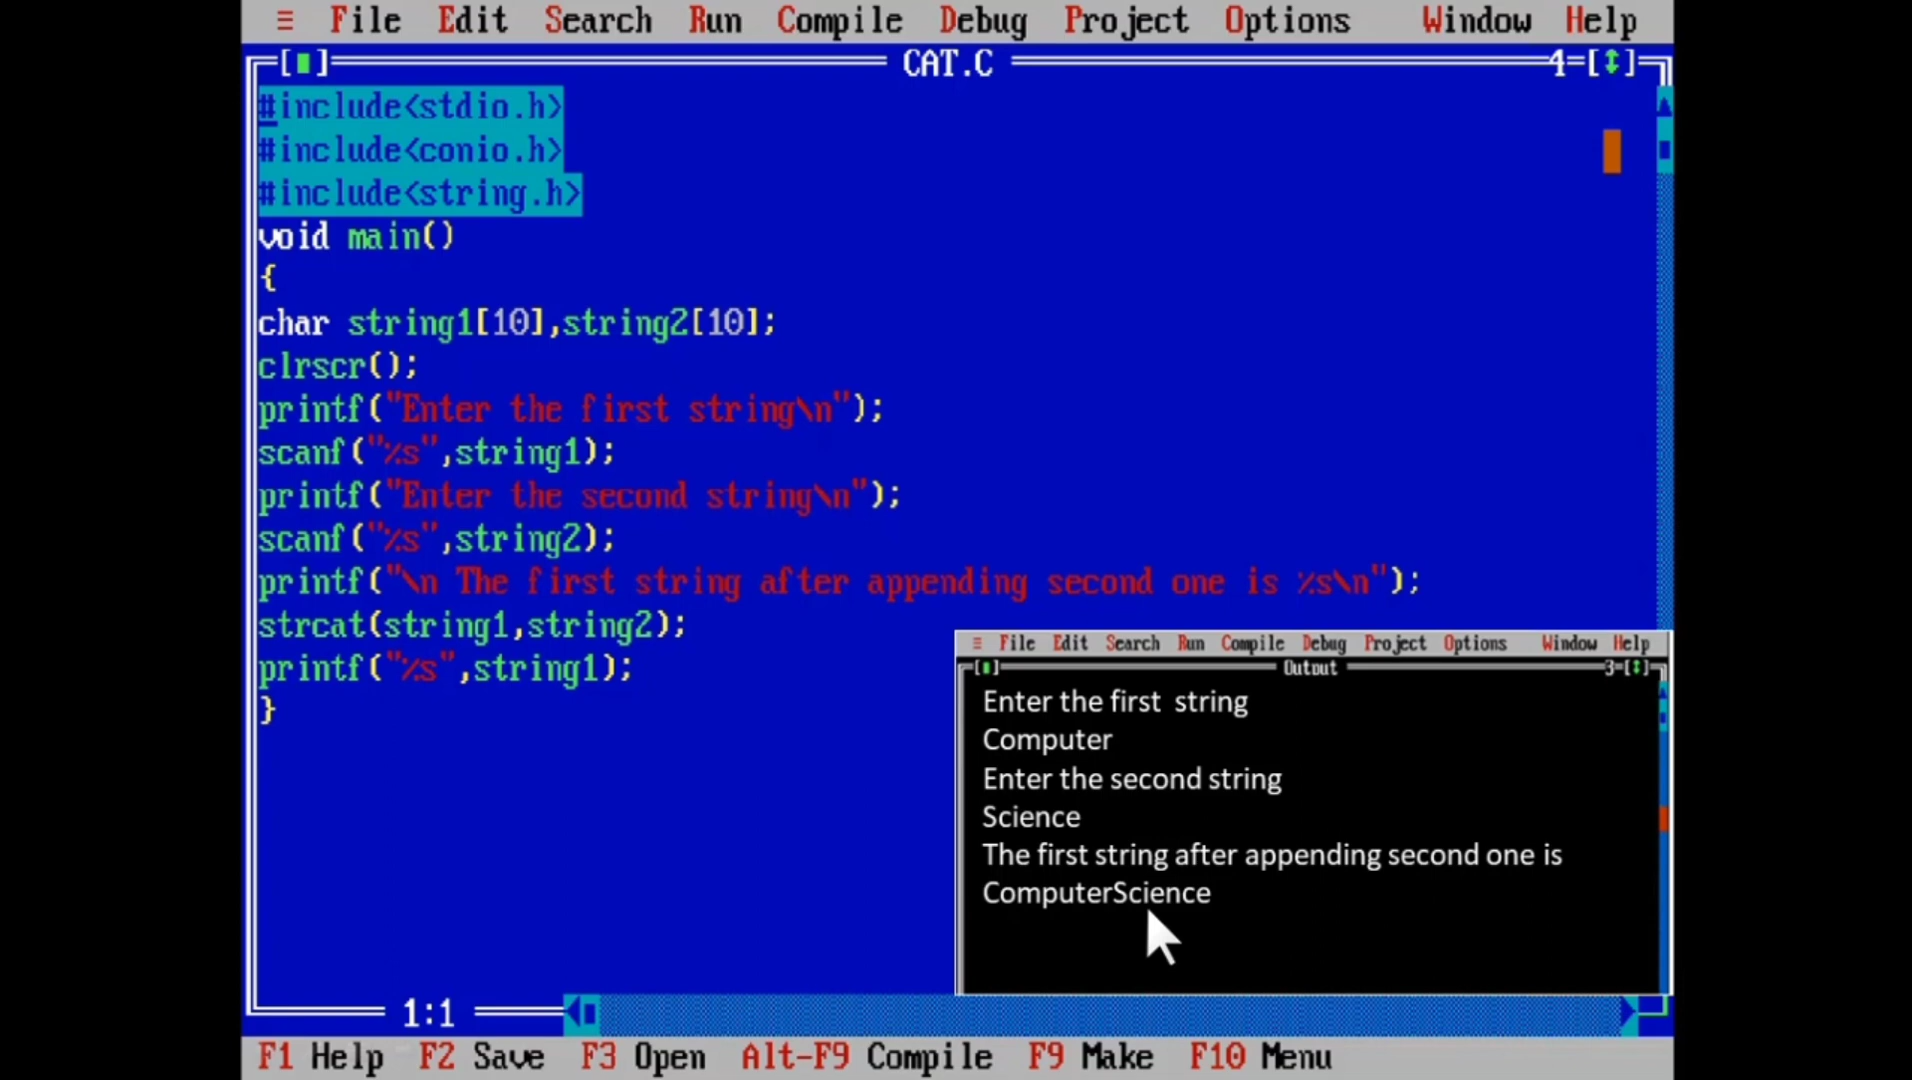 ≡ File Edit Search Run Compile Debug Project Options Window Help
[■] CAT.C 4=[↕]
#include<stdio.h>
#include<conio.h>
#include<string.h>
void main()
{
char string1[10],string2[10];
clrscr();
printf("Enter the first string\n");
scanf("%s",string1);
printf("Enter the second string\n");
scanf("%s",string2);
printf("\n The first string after appending second one is %s\n");
strcat(string1,string2);
printf("%s",string1);
}
≡ File Edit Search Run Compile Debug Project Options Window Help
[■] Output 3=[↕]
Enter the first string
Computer
Enter the second string
Science
The first string after appending second one is
ComputerScience
1:1
F1 Help F2 Save F3 Open Alt-F9 Compile F9 Make F10 Menu